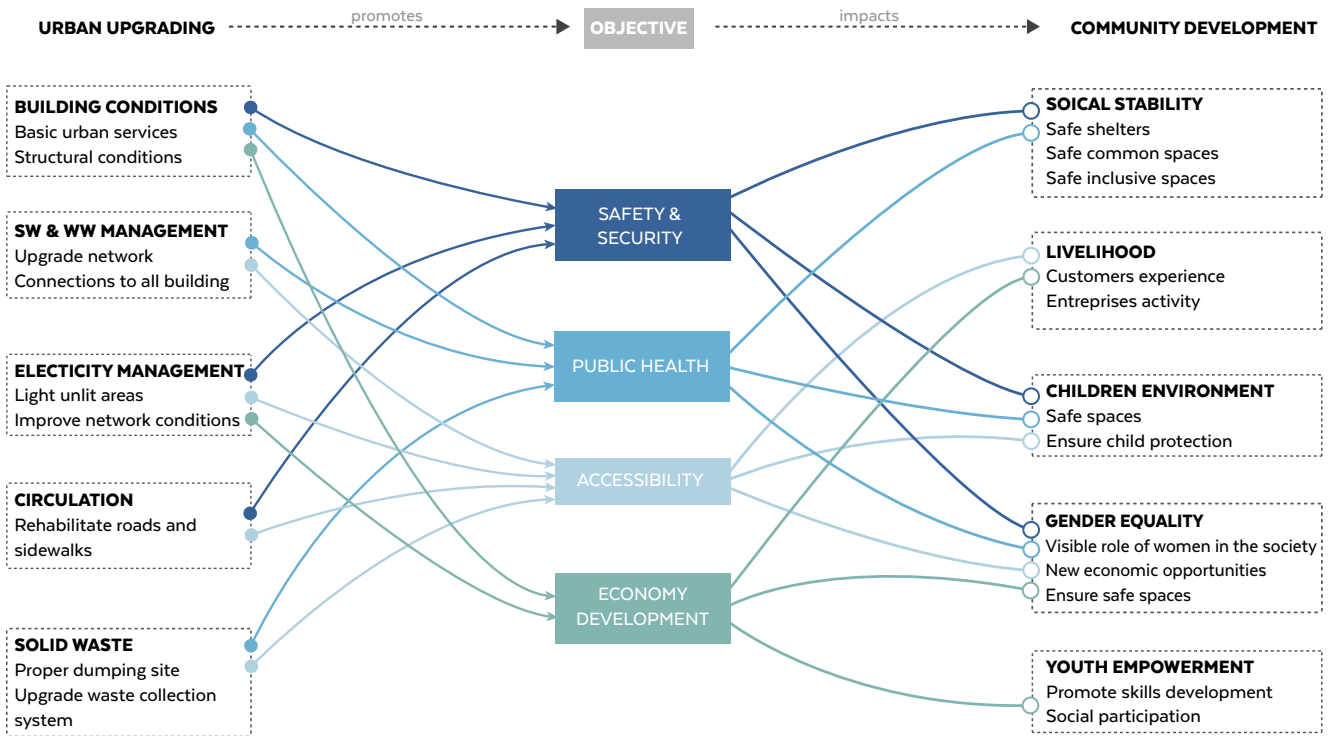 URBAN UPGRADING
promotes
OBJECTIVE
impacts
COMMUNITY DEVELOPMENT
BUILDING CONDITIONS
Basic urban services
Structural conditions
SW & WW MANAGEMENT
Upgrade network
Connections to all building
ELECTICITY MANAGEMENT
Light unlit areas
Improve network conditions
CIRCULATION
Rehabilitate roads and
sidewalks
SOLID WASTE
Proper dumping site
Upgrade waste collection
system
SAFETY &
SECURITY
PUBLIC HEALTH
ACCESSIBILITY
ECONOMY
DEVELOPMENT
SOICAL STABILITY
Safe shelters
Safe common spaces
Safe inclusive spaces
LIVELIHOOD
Customers experience
Entreprises activity
CHILDREN ENVIRONMENT
Safe spaces
Ensure child protection
GENDER EQUALITY
Visible role of women in the society
New economic opportunities
Ensure safe spaces
YOUTH EMPOWERMENT
Promote skills development
Social participation